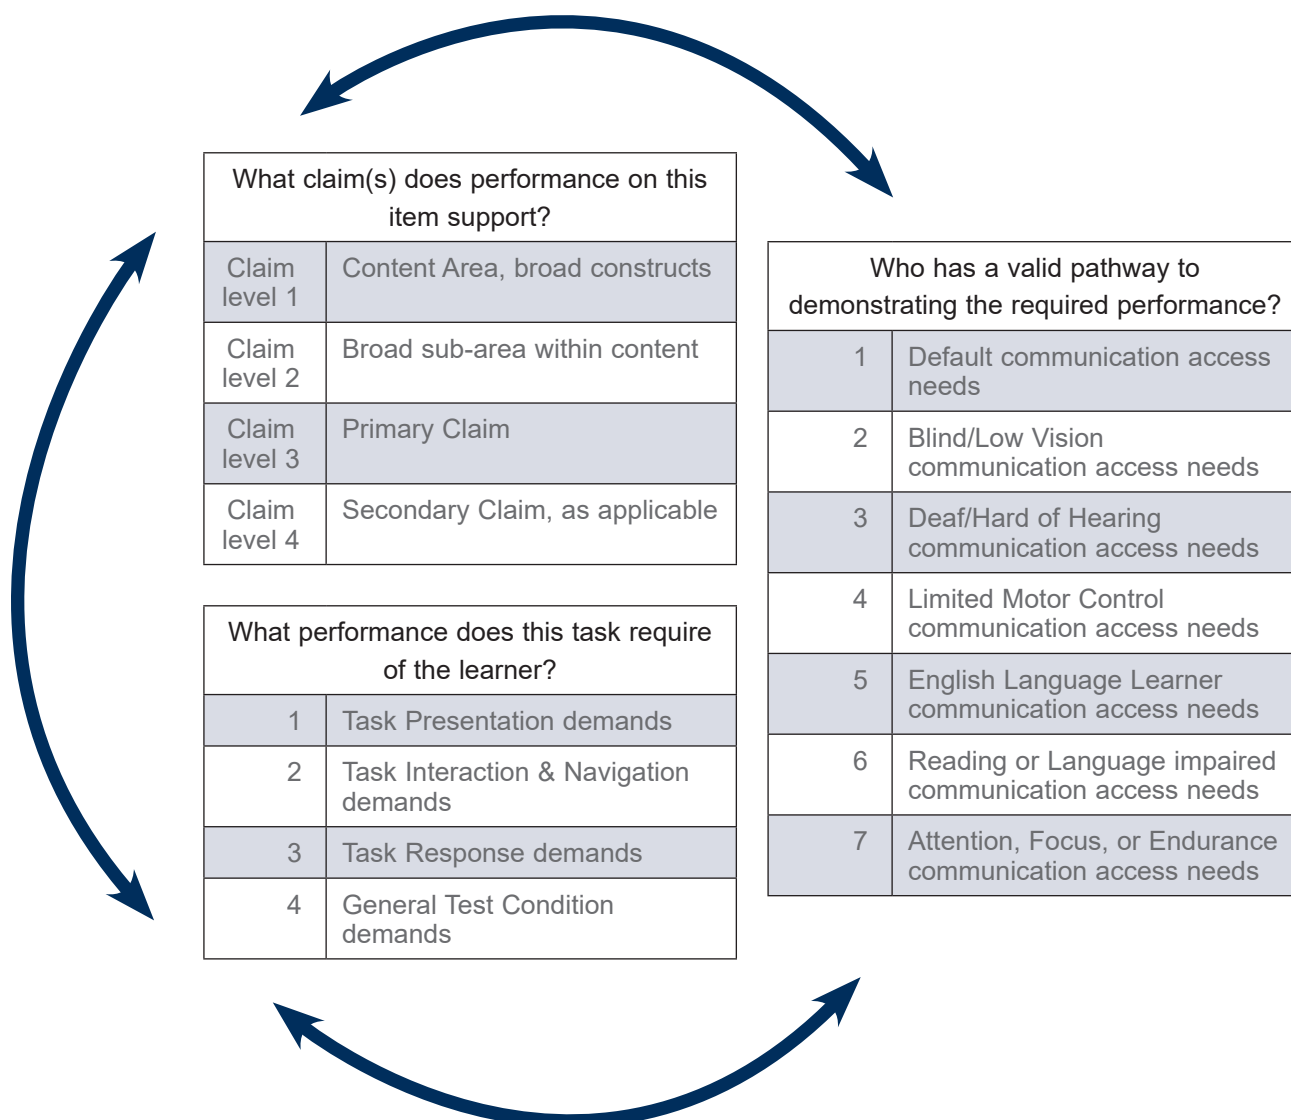 What claim(s) does performance on this
item support?
Claim
level 1
Content Area, broad constructs
Claim
level 2
Broad sub-area within content
Claim
level 3
Primary Claim
Claim
level 4
Secondary Claim, as applicable
What performance does this task require
of the learner?
1
Task Presentation demands
2
Task Interaction & Navigation
demands
3
Task Response demands
4
General Test Condition
demands
Who has a valid pathway to
demonstrating the required performance?
1
Default communication access
needs
2
Blind/Low Vision
communication access needs
3
Deaf/Hard of Hearing
communication access needs
4
Limited Motor Control
communication access needs
5
English Language Learner
communication access needs
6
Reading or Language impaired
communication access needs
7
Attention, Focus, or Endurance
communication access needs